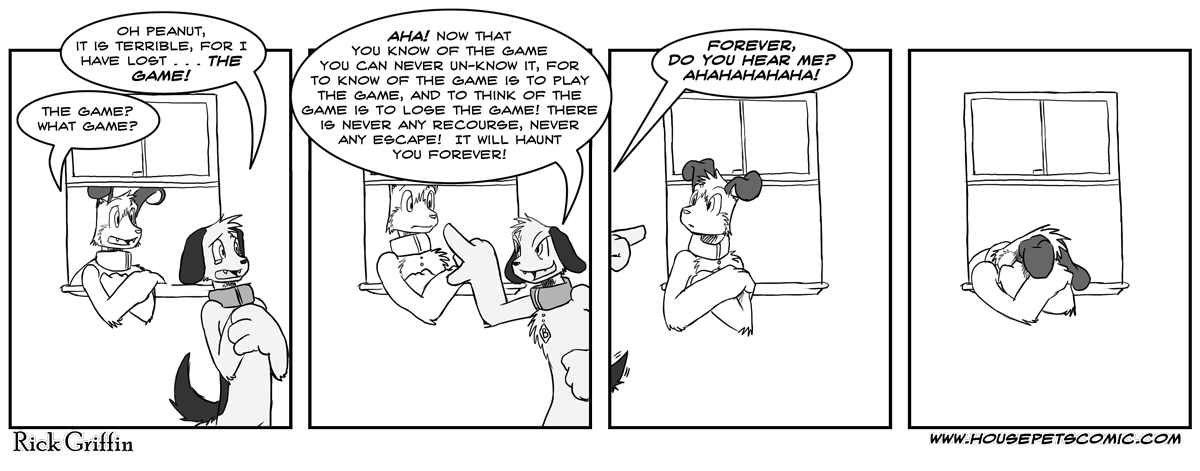 OH PEANUT,
IT IS TERRIBLE, FOR I
HAVE LOST . . . THE
GAME!
THE GAME?
WHAT GAME?
AHA! NOW THAT
YOU KNOW OF THE GAME
YOU CAN NEVER UN-KNOW IT, FOR
TO KNOW OF THE GAME IS TO PLAY
THE GAME, AND TO THINK OF THE
GAME IS TO LOSE THE GAME! THERE
IS NEVER ANY RECOURSE, NEVER
ANY ESCAPE! IT WILL HAUNT
YOU FOREVER!
FOREVER,
DO YOU HEAR ME?
AHAHAHAHAHA!
B
Rick Griffin
WWW.HOUSEPETSCOMIC.COM